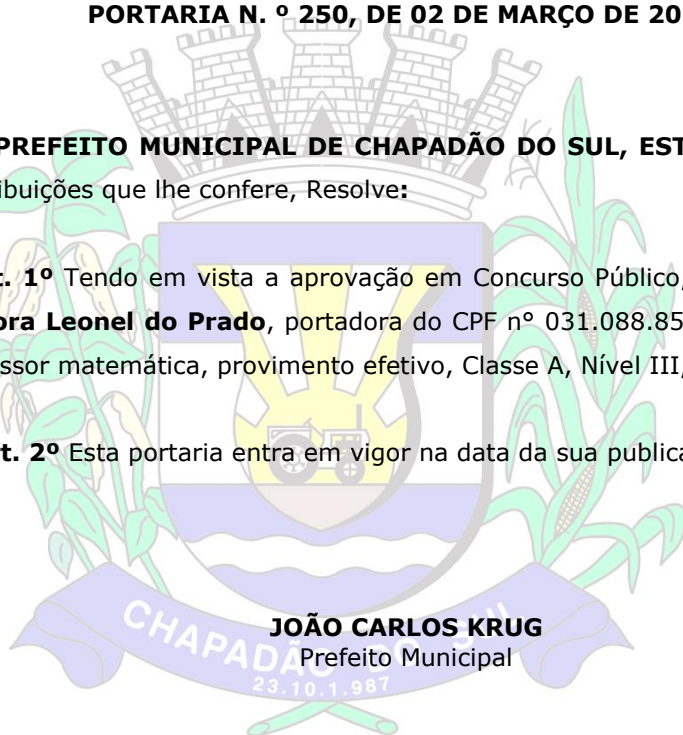 PORTARIA N. º 250, DE 02 DE MARÇO DE 20
PREFEITO MUNICIPAL DE CHAPADÃO DO SUL, EST
ibuições que lhe confere, Resolve:
t. 1º Tendo em vista a aprovação em Concurso Público,
ora Leonel do Prado, portadora do CPF n° 031.088.85
ssor matemática, provimento efetivo, Classe A, Nível III,
t. 2º Esta portaria entra em vigor na data da sua publica
JOÃO CARLOS KRUG
Prefeito Municipal
CHAPADÃO DO SUL
23.10.1.987